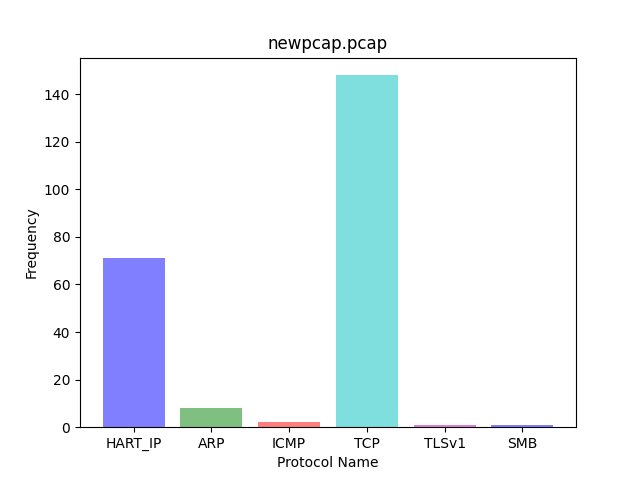 newpcap.pcap
140
120
100
80
60
40
20
0
Frequency
HART_IP ARP ICMP TCP TLSv1 SMB
Protocol Name